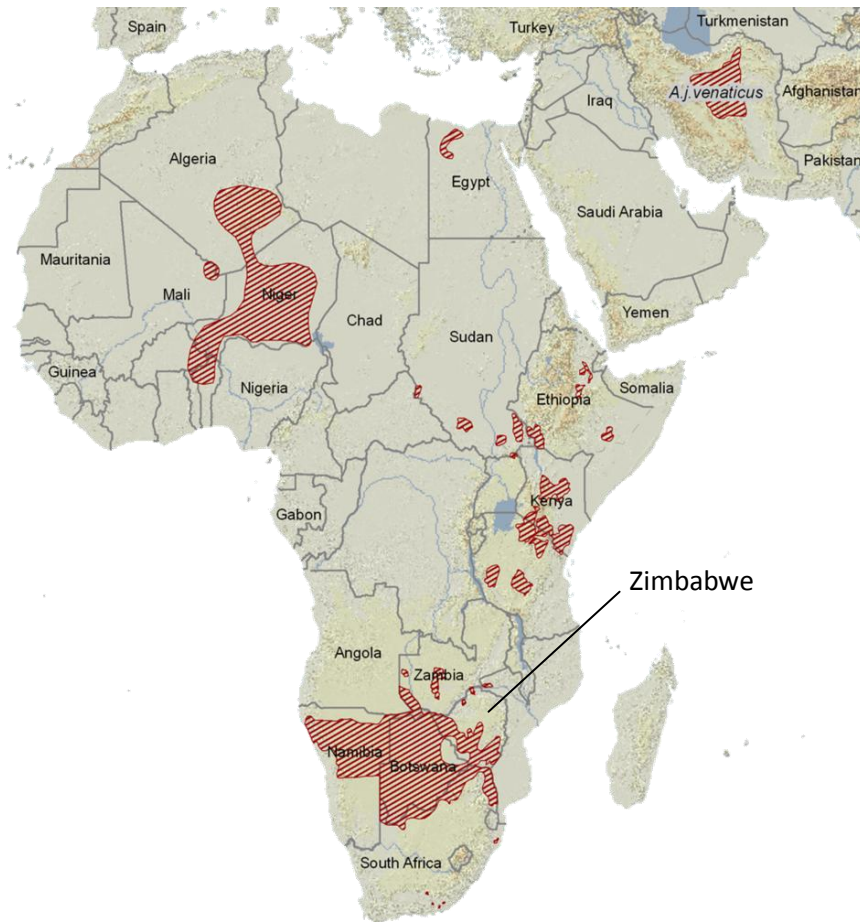 Spain
Turkey
Turkmenistan
A.j.venaticus
Afghanistan
Iraq
Algeria
Pakistan
Egypt
Saudi Arabia
Mauritania
Mali
Niger
Chad
Sudan
Yemen
Guinea
Nigeria
Ethiopia
Somalia
Gabon
Kenya
Zimbabwe
Angola
Zambia
Namibia
Botswana
South Africa